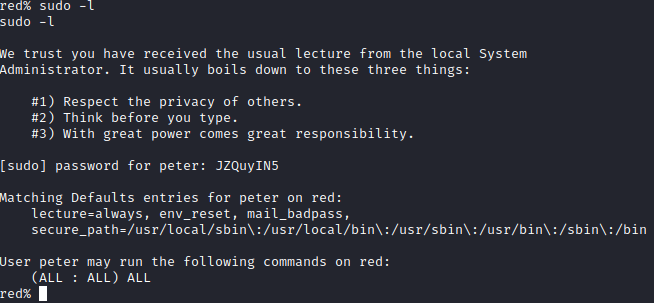 red% sudo -l
sudo -l
We trust you have received the usual lecture from the local System
Administrator. It usually boils down to these three things:
#1) Respect the privacy of others.
#2) Think before you type.
#3) With great power comes great responsibility.
[sudo] password for peter: JZQuyIN5
Matching Defaults entries for peter on red:
lecture=always, env_reset, mail_badpass,
secure_path=/usr/local/sbin\:/usr/local/bin\:/usr/sbin\:/usr/bin\:/sbin\:/bin
User peter may run the following commands on red:
(ALL : ALL) ALL
red%